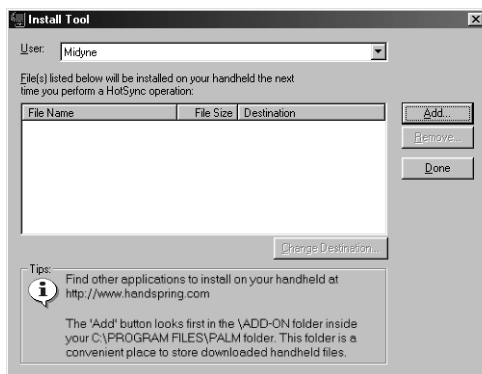 Install Tool
User: Midyne
File(s) listed below will be installed on your handheld the next
time you perform a HotSync operation:
File Name File Size Destination
Add...
Remove...
Done
Change Destination...
Tips:
Find other applications to install on your handheld at
http://www.handspring.com
The 'Add' button looks first in the \ADD-ON folder inside
your C:\PROGRAM FILES\PALM folder. This folder is a
convenient place to store downloaded handheld files.